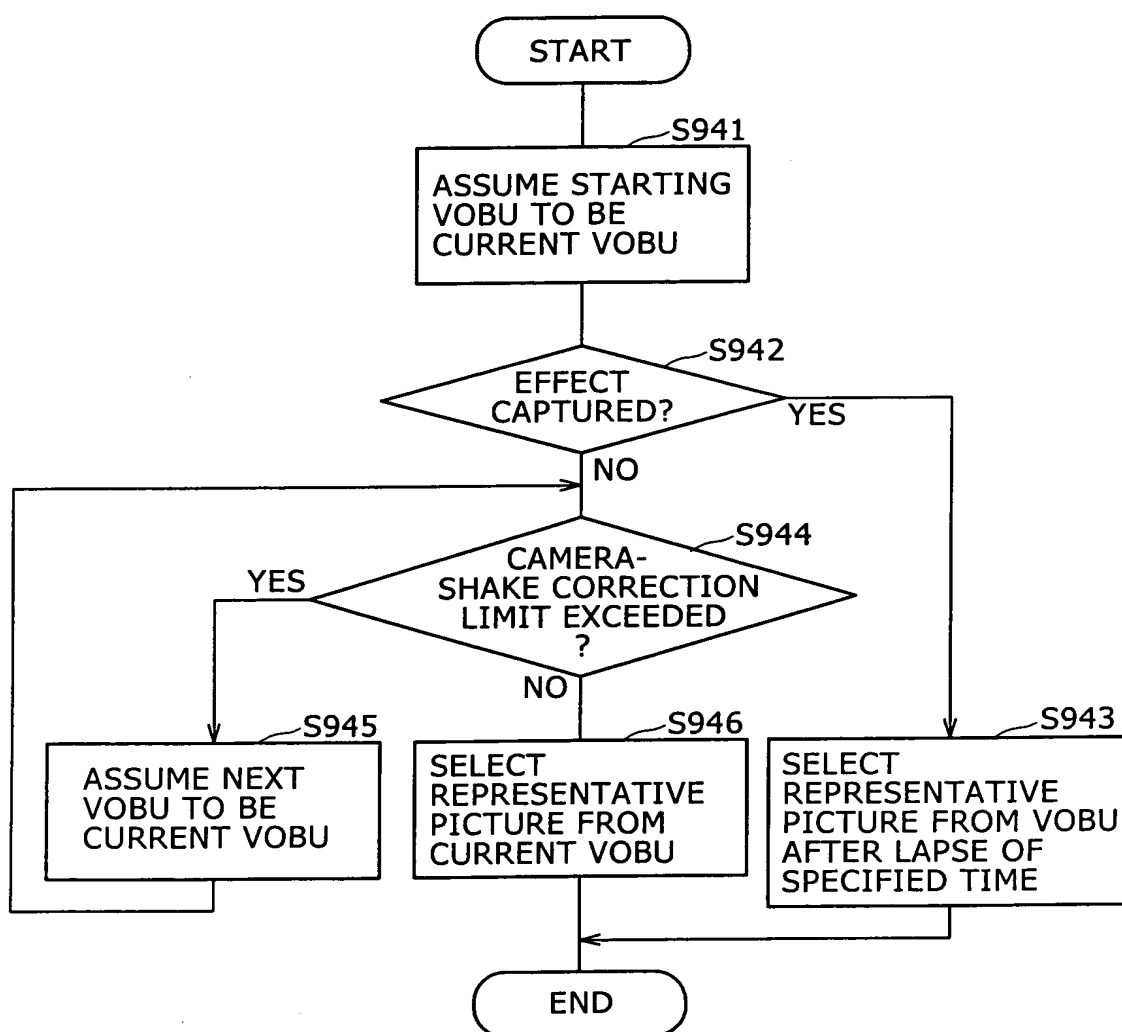 START
S941
ASSUME STARTING
VOBU TO BE
CURRENT VOBU
S942
EFFECT
CAPTURED?
YES
NO
S944
CAMERA-
SHAKE CORRECTION
LIMIT EXCEEDED
?
YES
NO
S945
ASSUME NEXT
VOBU TO BE
CURRENT VOBU
S946
SELECT
REPRESENTATIVE
PICTURE FROM
CURRENT VOBU
S943
SELECT
REPRESENTATIVE
PICTURE FROM VOBU
AFTER LAPSE OF
SPECIFIED TIME
END